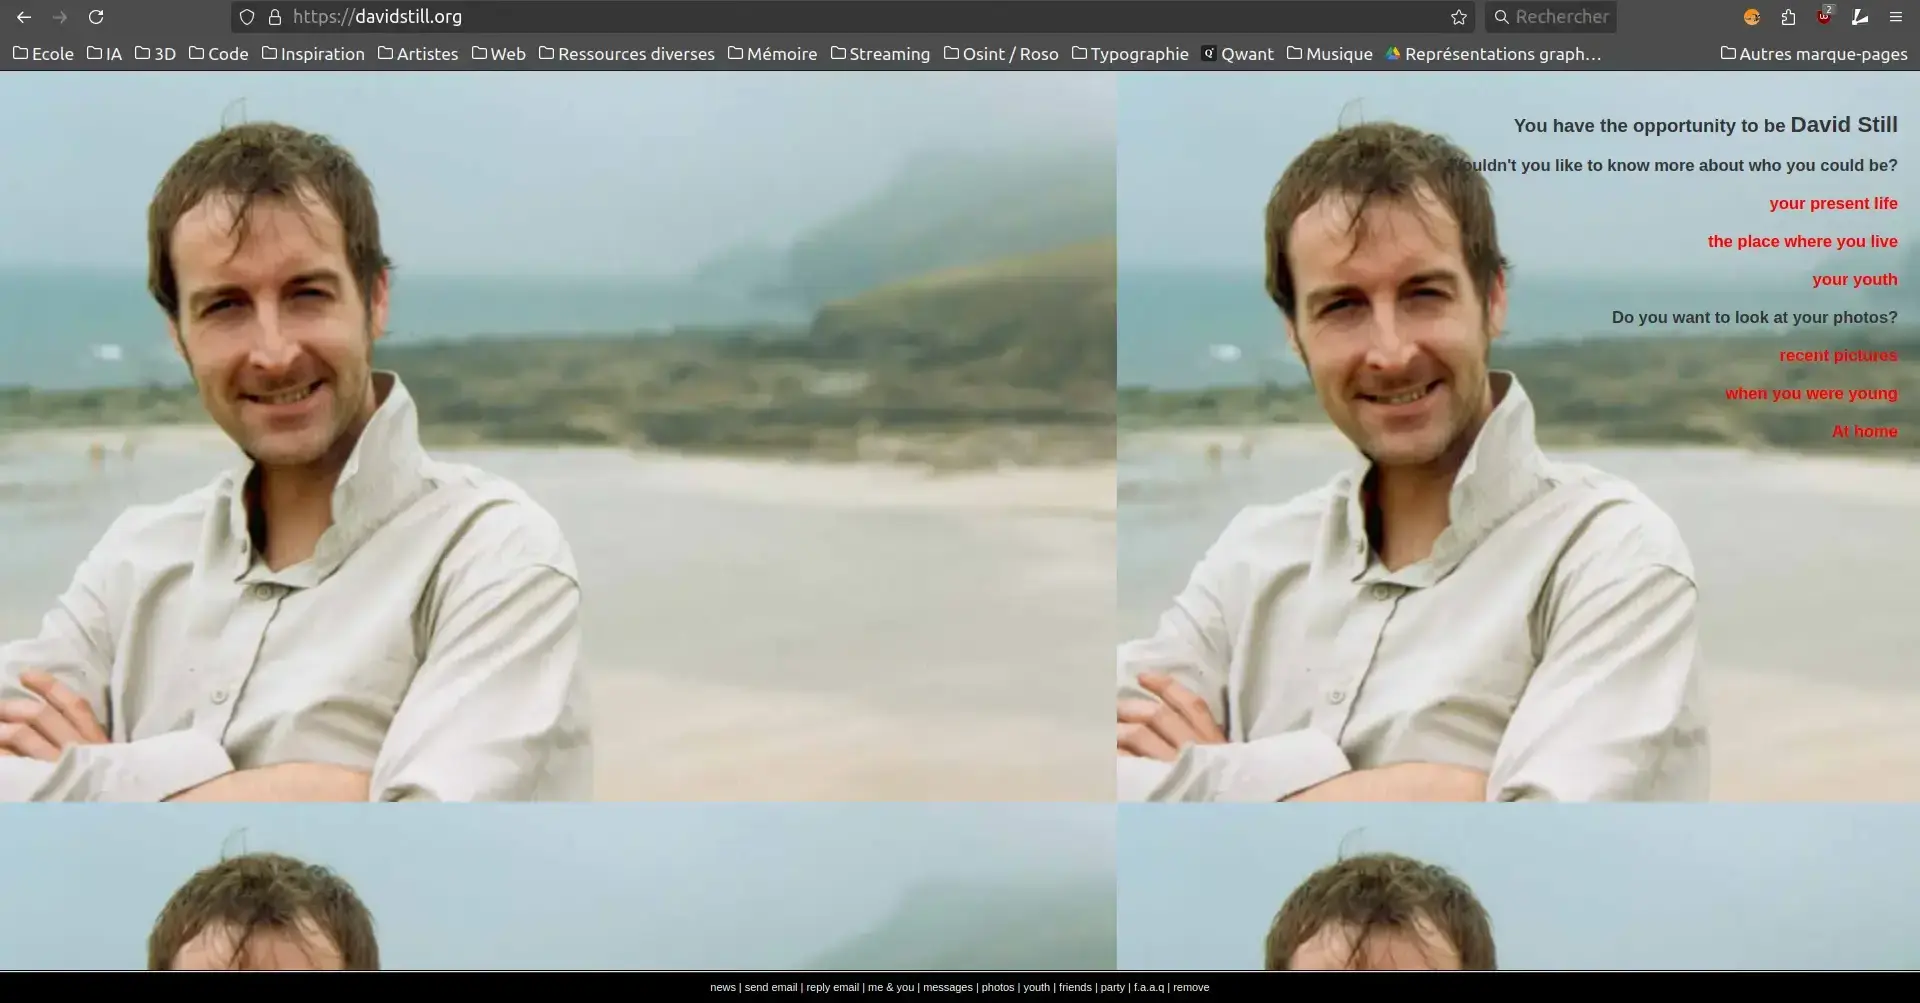 https://davidstill.org
Rechercher
2
Ecole IA 3D Code Inspiration Artistes Web Ressources diverses Mémoire Streaming Osint / Roso Typographie Qwant Musique Représentations graph… Autres marque-pages
You have the opportunity to be David Still
Wouldn't you like to know more about who you could be?
your present life
the place where you live
your youth
Do you want to look at your photos?
recent pictures
when you were young
At home
news | send email | reply email | me & you | messages | photos | youth | friends | party | f.a.a.q | remove